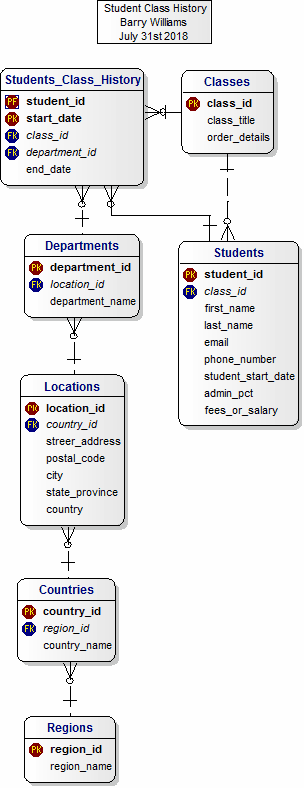 Student Class History
Barry Williams
July 31st 2018
Students_Class_History
PF student_id
PK start_date
FK class_id
FK department_id
end_date
Classes
PK class_id
class_title
order_details
Departments
PK department_id
FK location_id
department_name
Students
PK student_id
FK class_id
first_name
last_name
email
phone_number
student_start_date
admin_pct
fees_or_salary
Locations
PK location_id
FK country_id
streer_address
postal_code
city
state_province
country
Countries
PK country_id
FK region_id
country_name
Regions
PK region_id
region_name